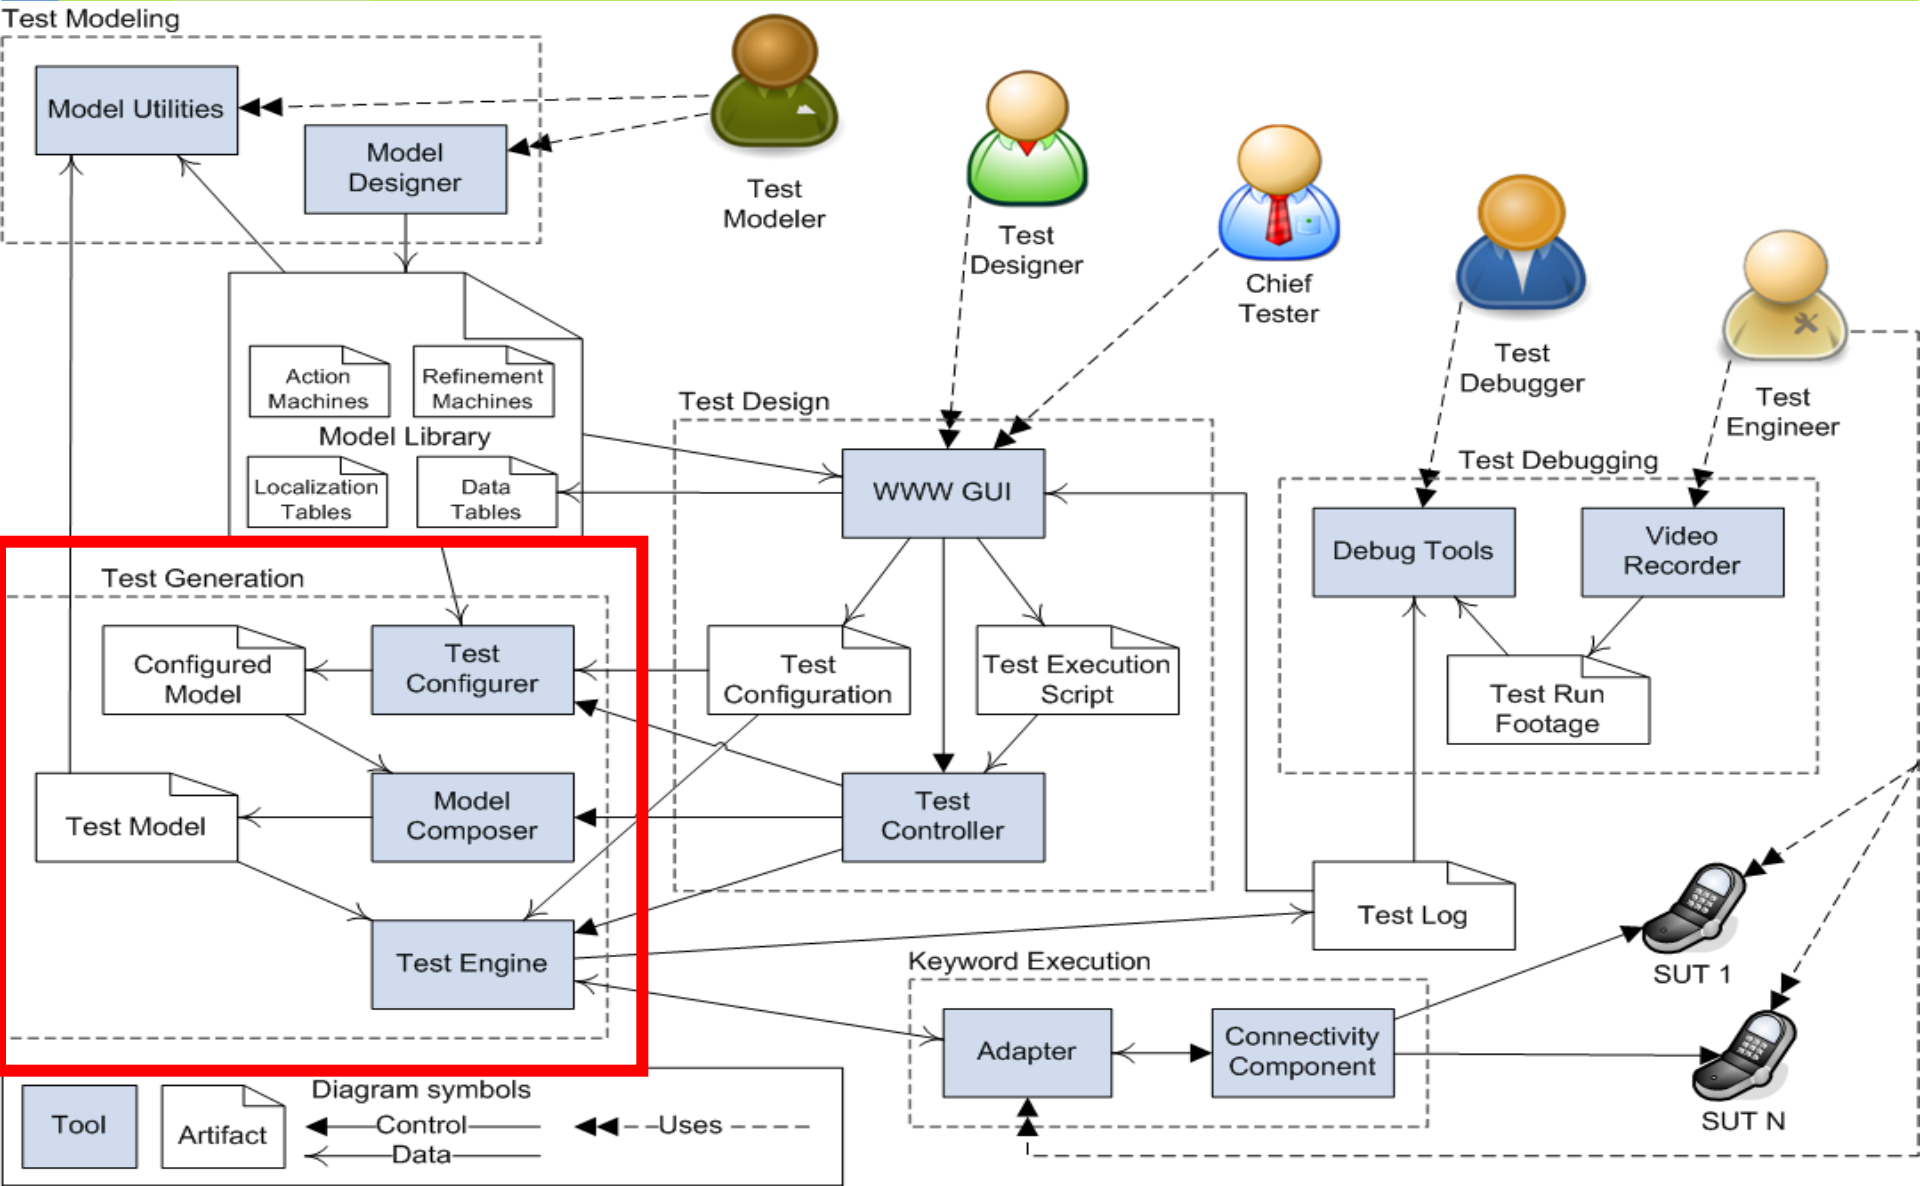 Test Modeling
Model Utilities
Model
Designer
Test
Modeler
Test
Designer
Chief
Tester
Test
Debugger
Test
Engineer
Action
Machines
Refinement
Machines
Model Library
Localization
Tables
Data
Tables
Test Design
WWW GUI
Test
Configuration
Test Execution
Script
Test
Controller
Test Debugging
Debug Tools
Video
Recorder
Test Run
Footage
Test Generation
Configured
Model
Test
Configurer
Test Model
Model
Composer
Test Engine
Test Log
Keyword Execution
Adapter
Connectivity
Component
SUT 1
SUT N
Diagram symbols
Tool
Artifact
Control
Data
Uses